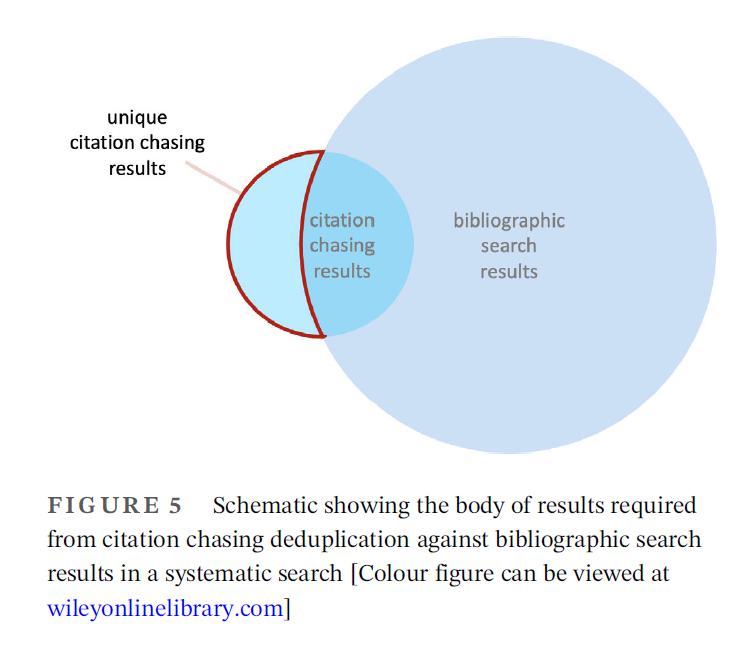 unique
citation chasing
results
citation
chasing
results
bibliographic
search
results
FIGURE 5 Schematic showing the body of results required
from citation chasing deduplication against bibliographic search
results in a systematic search [Colour figure can be viewed at
wileyonlinelibrary.com]